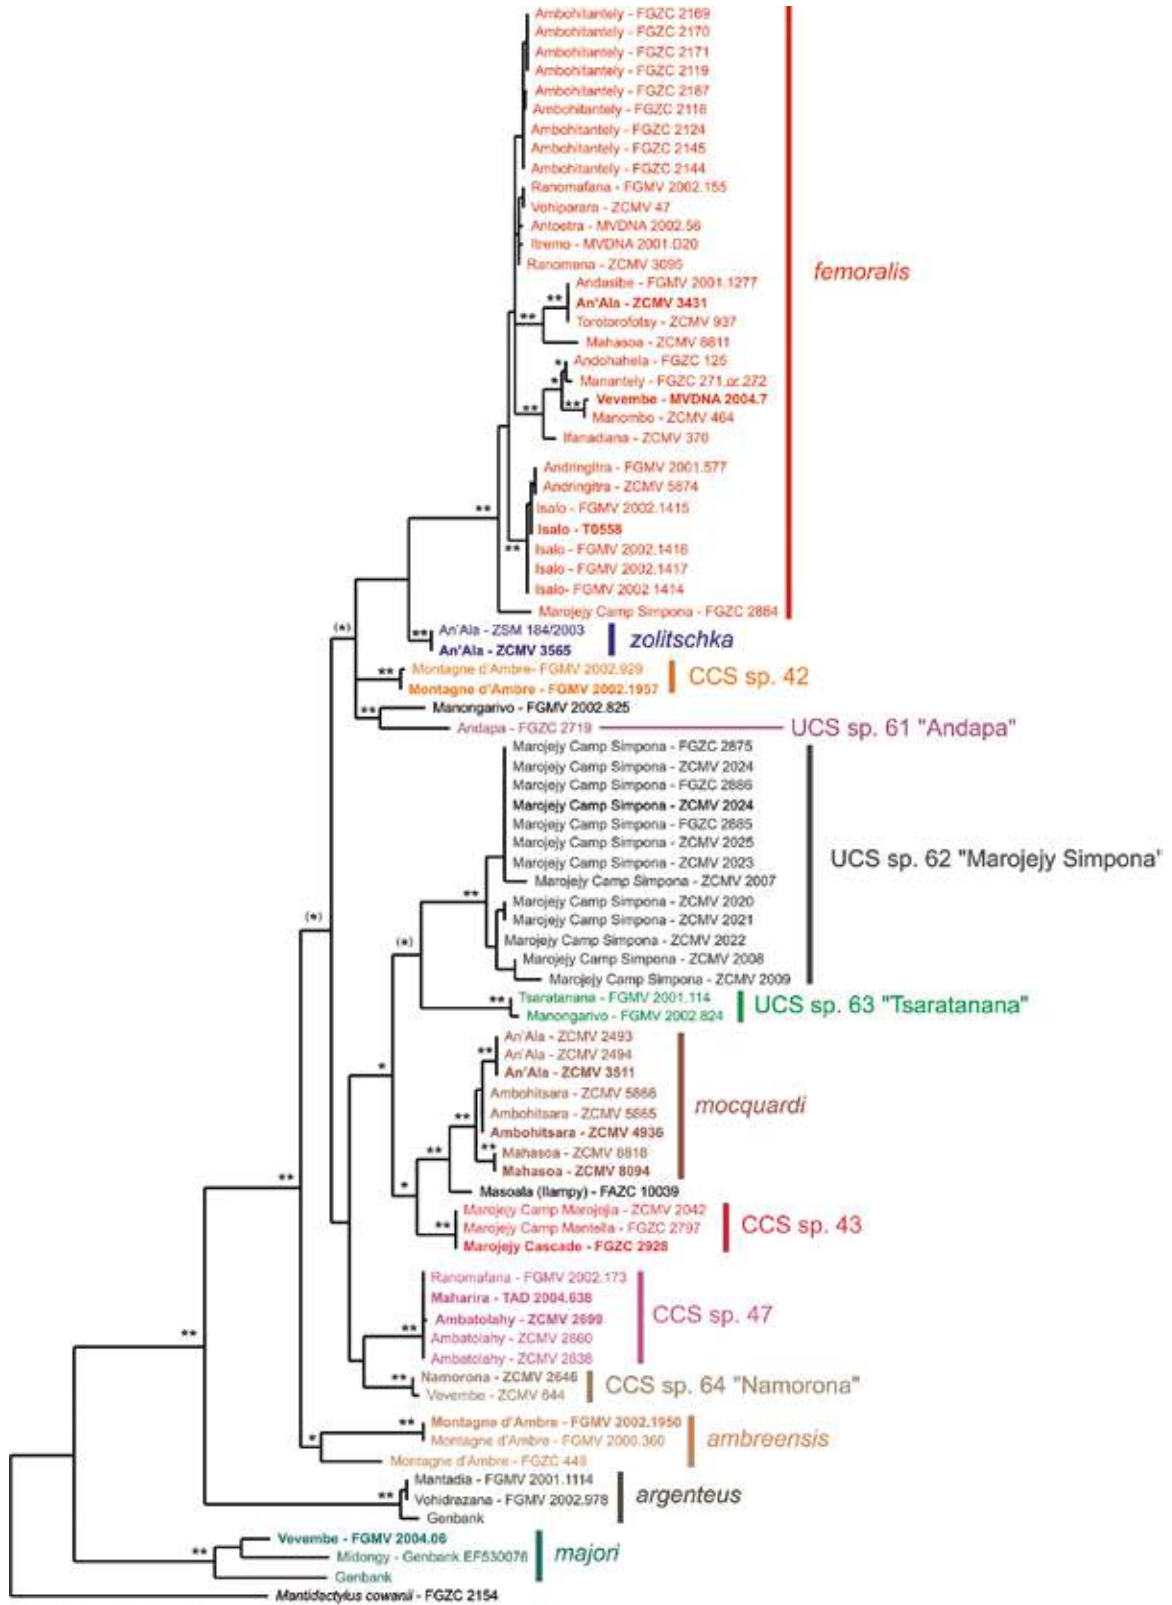 Ambohitantely - FGZC 2169
Ambohitantely - FGZC 2170
Ambohitantely - FGZC 2171
Ambohitantely - FGZC 2119
Ambohitantely - FGZC 2187
Ambohitantely - FGZC 2118
Ambohitantely - FGZC 2124
Ambohitantely - FGZC 2145
Ambohitantely - FGZC 2144
Ranomafana - FGMV 2002.155
Vohiparara - ZCMV 47
Antoetra - MVDNA 2002.56
Itremo - MVDNA 2001.D20
Ranomena - ZCMV 3095
femoralis
Andasibe - FGMV 2001.1277
**
An'Ala - ZCMV 3431
**
Torotorofotsy - ZCMV 937
Mahasoa - ZCMV 8811
*
Andohahela - FGZC 125
*
Manantely - FGZC 271.oc.272
**
Vevembe - MVDNA 2004.7
**
Manombo - ZCMV 464
Ifanadiana - ZCMV 370
Andringitra - FGMV 2001.577
Andringitra - ZCMV 5874
**
Isalo - FGMV 2002.1415
Isalo - T0558
**
Isalo - FGMV 2002.1416
Isalo - FGMV 2002.1417
Isalo- FGMV 2002 1414
Marojejy Camp Simpona - FGZC 2884
(*)
An'Ala - ZSM 184/2003
**
An'Ala - ZCMV 3565
zolitschka
**
Montagne d'Ambre- FGMV 2002.929
Montagne d'Ambre - FGMV 2002.1957
CCS sp. 42
**
Manongarivo - FGMV 2002.825
Andapa - FGZC 2719
UCS sp. 61 "Andapa"
Marojejy Camp Simpona - FGZC 2875
Marojejy Camp Simpona - ZCMV 2024
Marojejy Camp Simpona - FGZC 2886
Marojejy Camp Simpona - ZCMV 2024
Marojejy Camp Simpona - FGZC 2885
Marojejy Camp Simpona - ZCMV 2025
Marojejy Camp Simpona - ZCMV 2023
UCS sp. 62 "Marojejy Simpona"
Marojejy Camp Simpona - ZCMV 2007
**
Marojejy Camp Simpona - ZCMV 2020
(*)
Marojejy Camp Simpona - ZCMV 2021
(*)
Marojejy Camp Simpona - ZCMV 2022
Marojejy Camp Simpona - ZCMV 2008
Marojejy Camp Simpona - ZCMV 2009
**
Tsaratanana - FGMV 2001.114
Manongarivo - FGMV 2002.824
UCS sp. 63 "Tsaratanana"
An'Ala - ZCMV 2493
**
An'Ala - ZCMV 2494
*
An'Ala - ZCMV 3511
Ambohitsara - ZCMV 5866
mocquardi
**
Ambohitsara - ZCMV 5865
Ambohitsara - ZCMV 4936
**
**
Mahasoa - ZCMV 8818
**
Mahasoa - ZCMV 8094
*
Masoala (Ilampy) - FAZC 10039
Marojejy Camp Marojejia - ZCMV 2042
**
Marojejy Camp Mantella - FGZC 2797
CCS sp. 43
Marojejy Cascade - FGZC 2928
Ranomafana - FGMV 2002.173
Maharira - TAD 2004.638
Ambatolahy - ZCMV 2699
CCS sp. 47
**
**
Ambatolahy - ZCMV 2660
Ambatolahy - ZCMV 2638
**
Namorona - ZCMV 2646
CCS sp. 64 "Namorona"
Vevembe - ZCMV 644
**
Montagne d'Ambre - FGMV 2002.1950
*
Montagne d'Ambre - FGMV 2000.360
ambreensis
Montagne d'Ambre - FGZC 449
Mantadia - FGMV 2001.1114
**
Vohidrazana - FGMV 2002.978
argenteus
Genbank
Vevembe - FGMV 2004.06
**
Midongy - Genbank EF530076
majori
Genbank
Mantidactylus cowanii - FGZC 2154